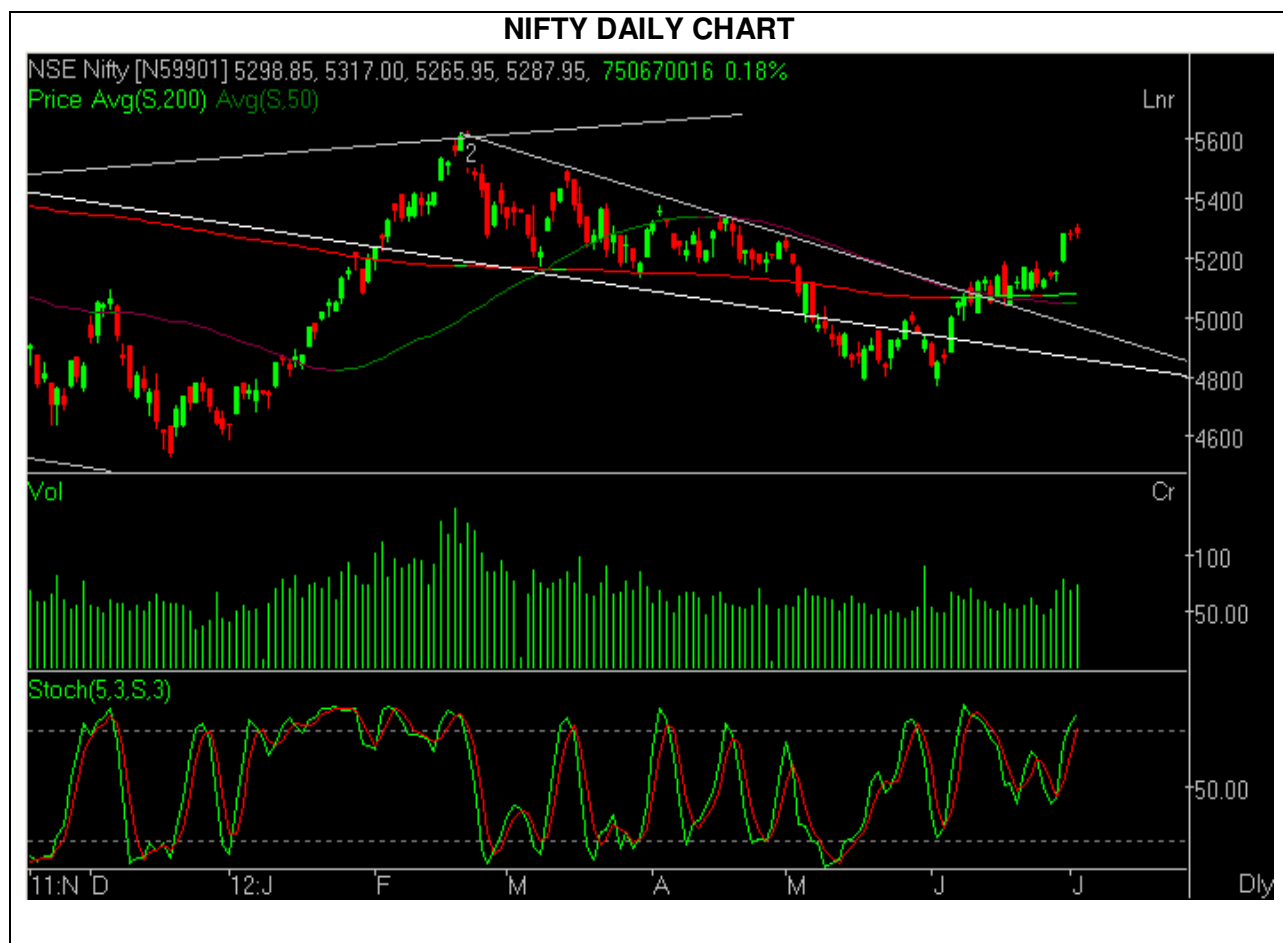 NIFTY DAILY CHART
NSE Nifty [N59901] 5298.85, 5317.00, 5265.95, 5287.95, 750670016 0.18%
Price Avg(S,200) Avg(S,50)
Lnr
2
5600
5400
5200
5000
4800
4600
Vol
Cr
100
50.00
Stoch(5,3,S,3)
50.00
11:N D 12:J F M A M J J Dly